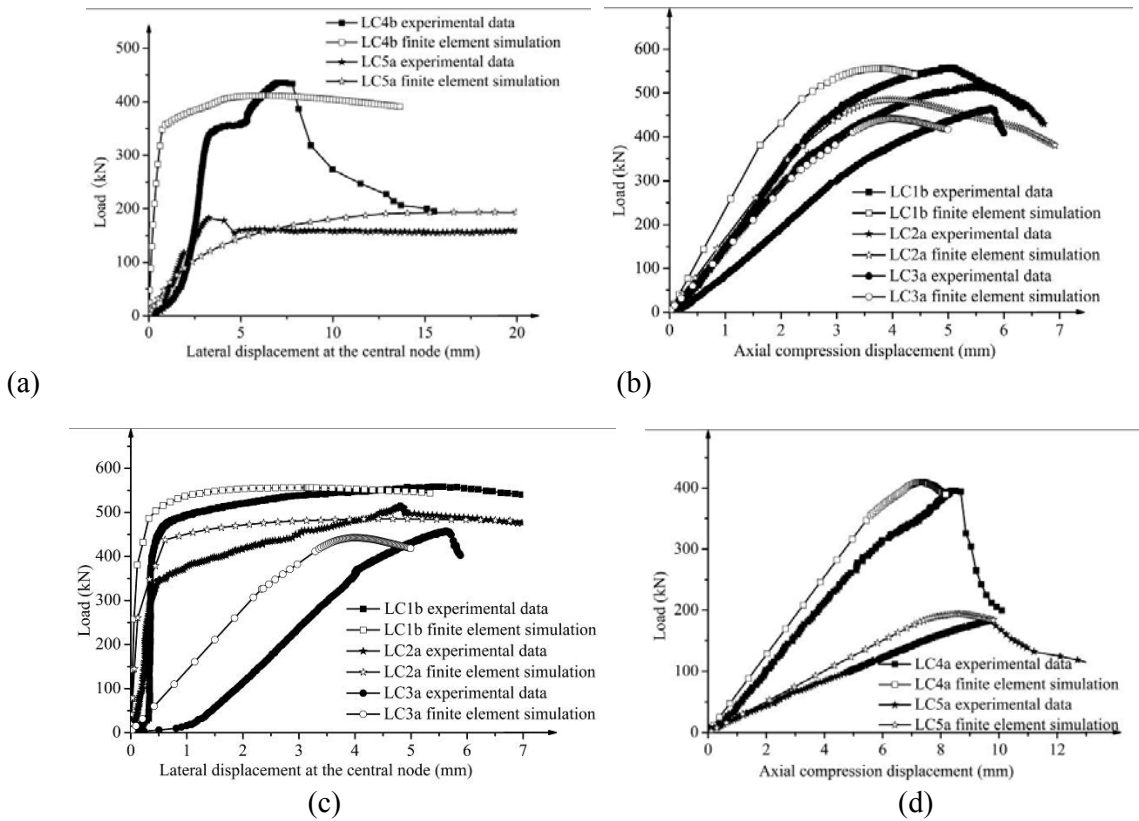 LC4b experimental data
LC4b finite element simulation
LC5a experimental data
LC5a finite element simulation
500
400
300
200
100
0
Load (kN)
0 5 10 15 20
Lateral displacement at the central node (mm)
(a)
600
500
400
300
200
100
0
Load (kN)
LC1b experimental data
LC1b finite element simulation
LC2a experimental data
LC2a finite element simulation
LC3a experimental data
LC3a finite element simulation
0 1 2 3 4 5 6 7
Axial compression displacement (mm)
(b)
600
500
400
300
200
100
0
Load (kN)
LC1b experimental data
LC1b finite element simulation
LC2a experimental data
LC2a finite element simulation
LC3a experimental data
LC3a finite element simulation
0 1 2 3 4 5 6 7
Lateral displacement at the central node (mm)
(c)
400
300
200
100
0
Load (kN)
LC4a experimental data
LC4a finite element simulation
LC5a experimental data
LC5a finite element simulation
0 2 4 6 8 10 12
Axial compression displacement (mm)
(d)